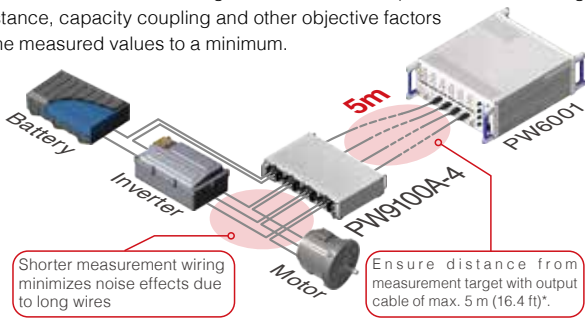 stance, capacity coupling and other objective factors
ne measured values to a minimum.
5m
PW6001
Battery
Inverter
PW9100A-4
Motor
Shorter measurement wiring
minimizes noise effects due
to long wires
Ensure distance from
measurement target with output
cable of max. 5 m (16.4 ft)*.